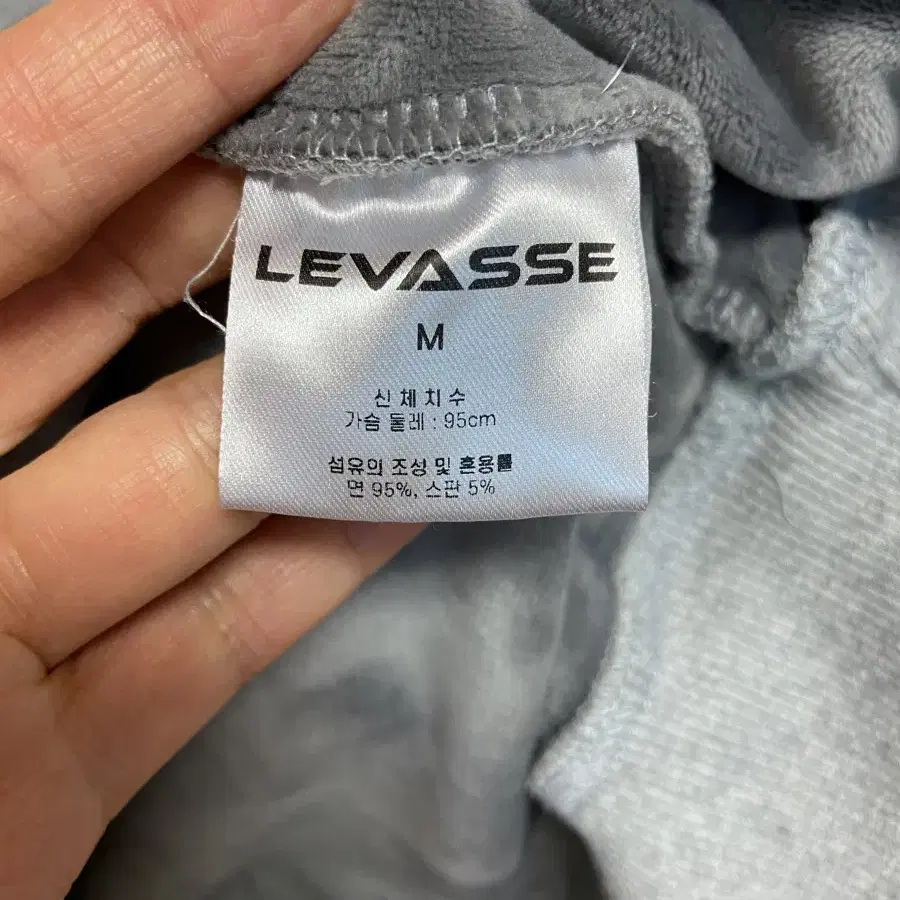 LEVASSE
M
신체치수
가슴 둘레 : 95cm
섬유의 조성 및 혼용률
면 95%, 스판 5%